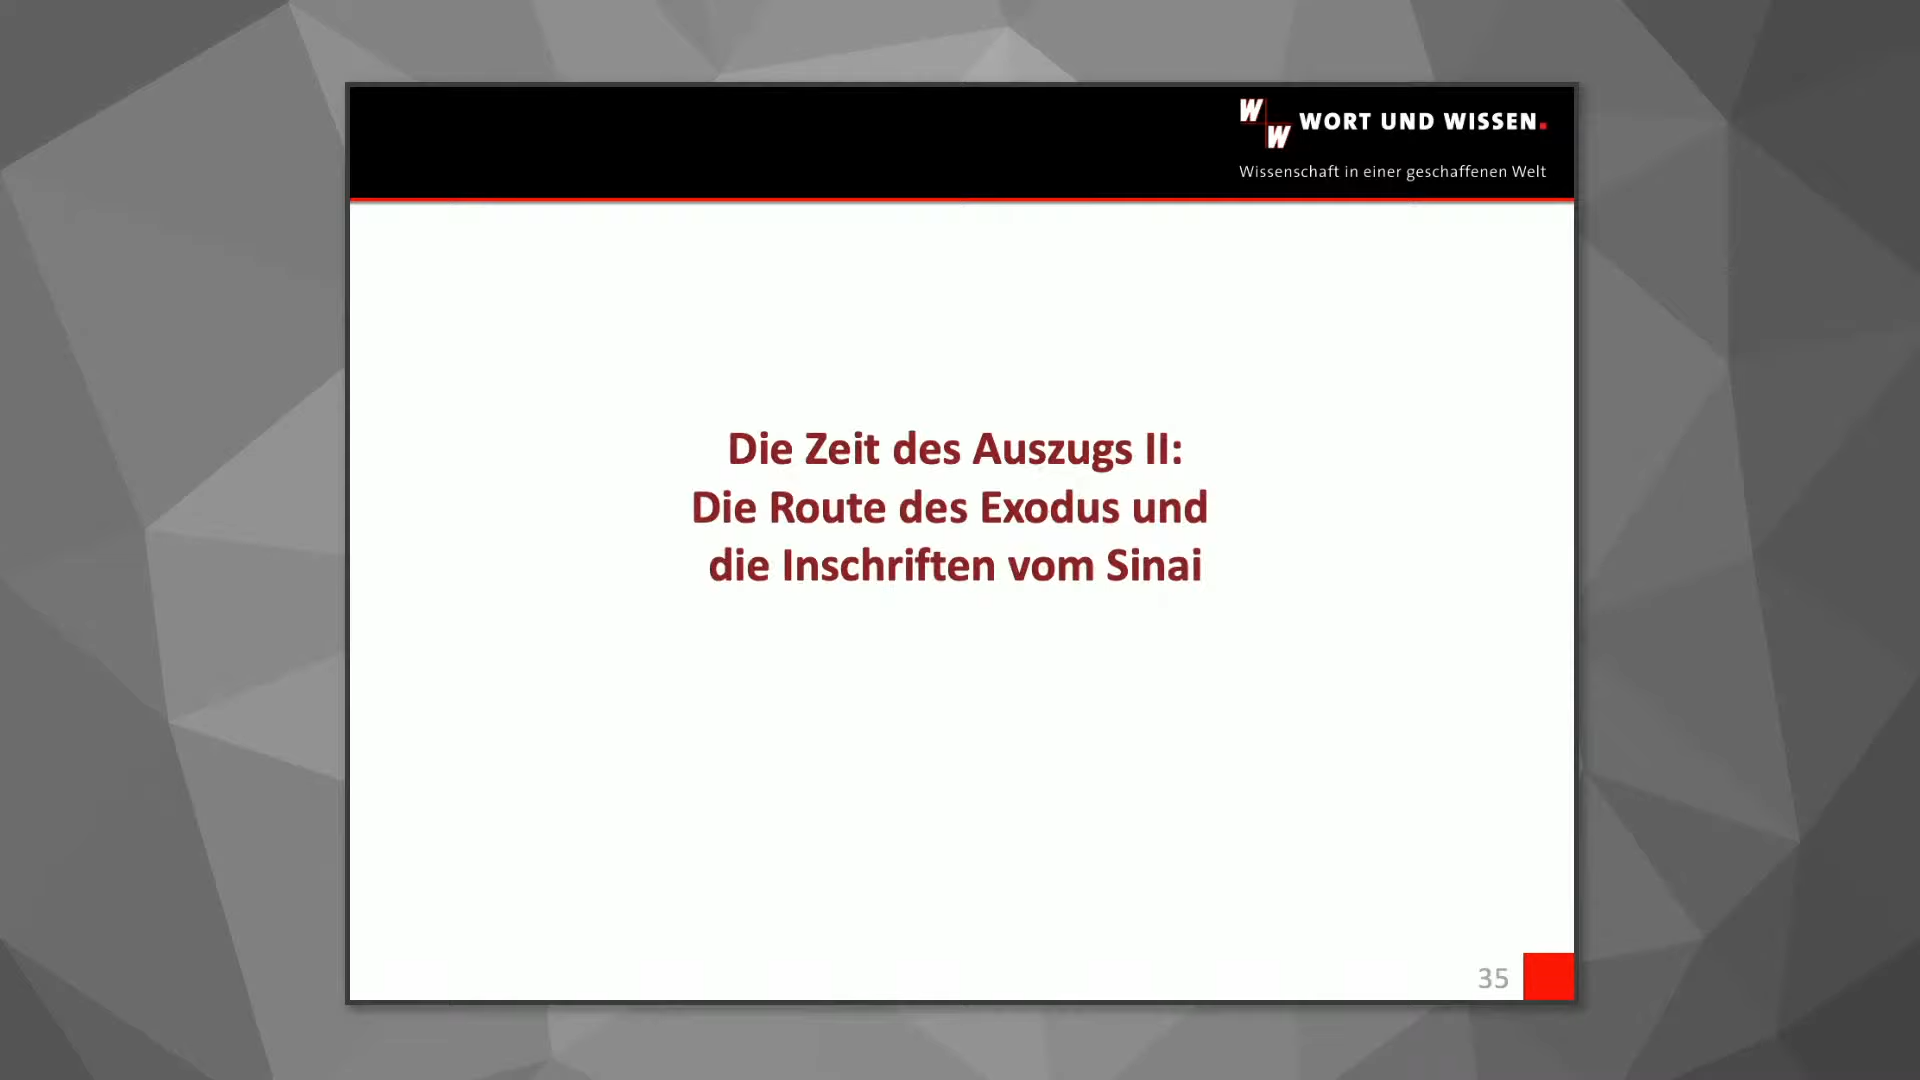 W
W WORT UND WISSEN.
Wissenschaft in einer geschaffenen Welt
Die Zeit des Auszugs II:
Die Route des Exodus und
die Inschriften vom Sinai
35